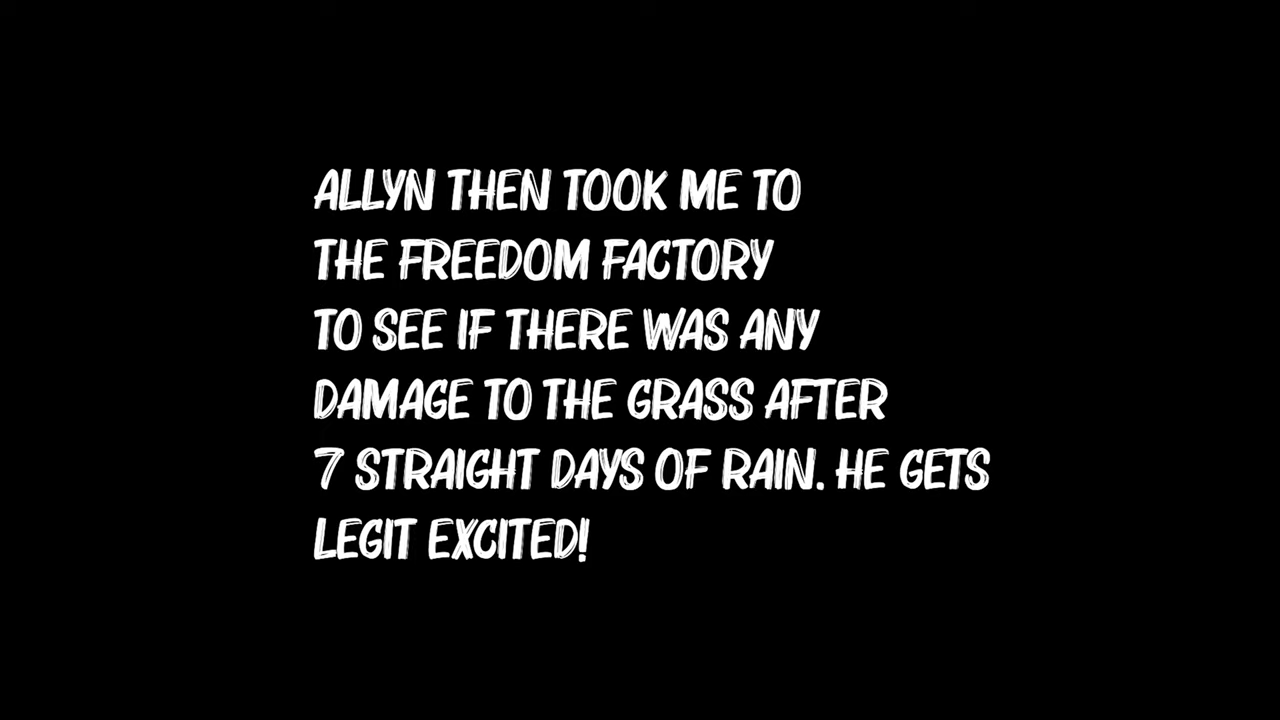 ALLYN THEN TOOK ME TO
THE FREEDOM FACTORY
TO SEE IF THERE WAS ANY
DAMAGE TO THE GRASS AFTER
7 STRAIGHT DAYS OF RAIN. HE GETS
LEGIT EXCITED!